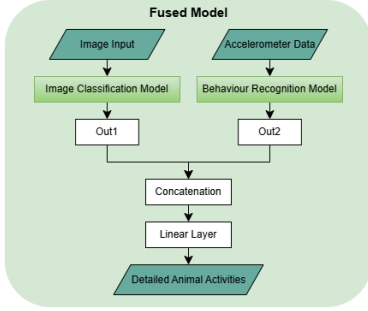 Fused Model
Image Input
Accelerometer Data
Image Classification Model
Behaviour Recognition Model
Out1
Out2
Concatenation
Linear Layer
Detailed Animal Activities